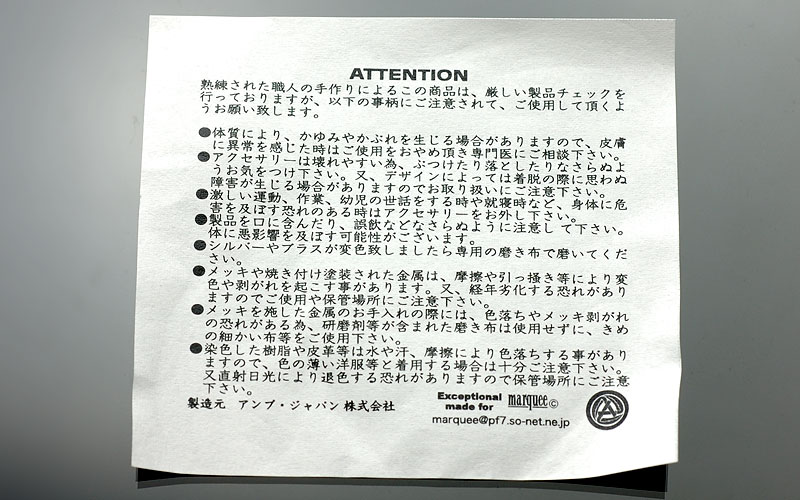 ATTENTION
熟練された職人の手作りによるこの商品は、厳しい製品チェックを
行っておりますが、以下の事柄にご注意されて、ご使用して頂くよ
うお願い致します。
●体質により、かゆみやかぶれを生じる場合がありますので、皮膚
に異常を感じた時はご使用をおやめ頂き専門医にご相談下さい。
●アクセサリーは壊れやすい為、ぶつけたり落としたりなさらぬよ
うお気をつけ下さい。又、デザインによっては着脱の際に思わぬ
障害が生じる場合がありますのでお取り扱いにご注意下さい。
●激しい運動、作業、幼児の世話をする時や就寝時など、身体に危
害を及ぼす恐れのある時はアクセサリーをお外し下さい。
●製品を口に含んだり、誤飲などなさらぬように注意して下さい。
体に悪影響を及ぼす可能性がございます。
●シルバーやブラスが変色致しましたら専用の磨き布で磨いてくだ
さい。
●メッキや焼き付け塗装された金属は、摩擦や引っ掻き等により変
色や剥がれを起こす事があります。又、経年劣化する恐れがあり
ますのでご使用や保管場所にご注意下さい。
●メッキを施した金属のお手入れの際には、色落ちやメッキ剥がれ
の恐れがある為、研磨剤等が含まれた磨き布は使用せずに、きめ
の細かい布等をご使用下さい。
●染色した樹脂や皮革等は水や汗、摩擦により色落ちする事があり
ますので、色の薄い洋服等と着用する場合は十分ご注意下さい。
又直射日光により退色する恐れがありますので保管場所にご注意
下さい。
製造元 アンプ・ジャパン株式会社
Exceptional marquee©
made for
marquee@pf7.so-net.ne.jp